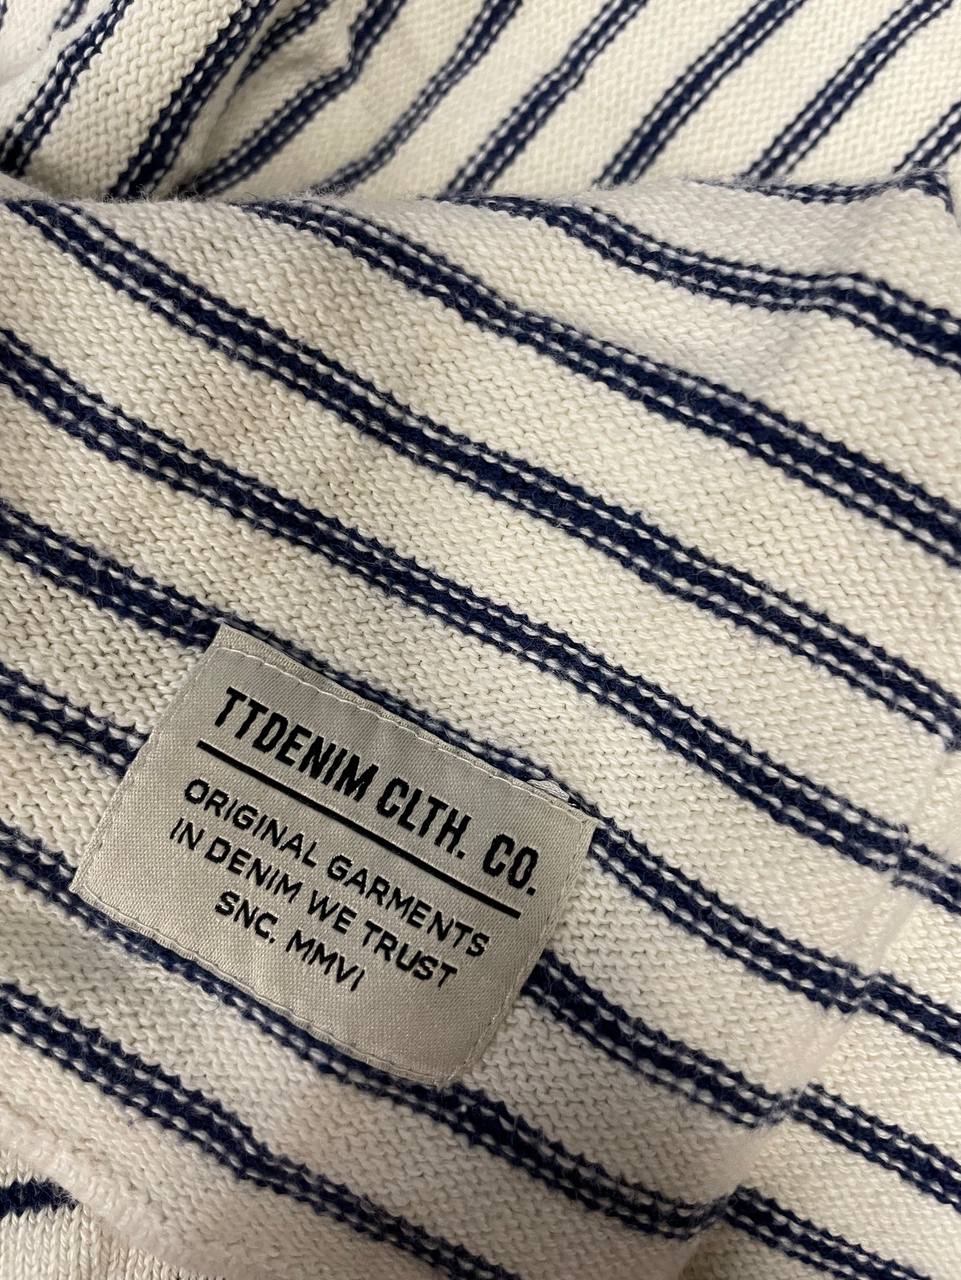 TTDENIM CLTH. CO.
ORIGINAL GARMENTS
IN DENIM WE TRUST
SNC. MMVI